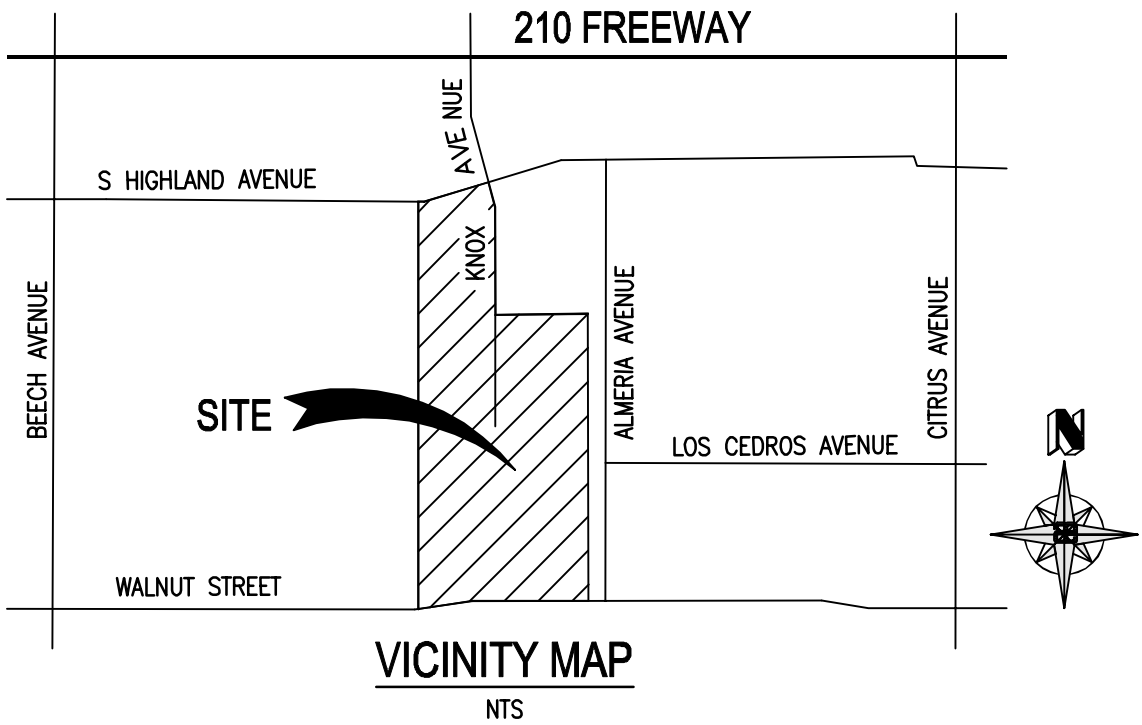 210 FREEWAY
AVE NUE
S HIGHLAND AVENUE
KNOX
BEECH AVENUE
ALMERIA AVENUE
CITRUS AVENUE
SITE
N
LOS CEDROS AVENUE
WALNUT STREET
VICINITY MAP
NTS